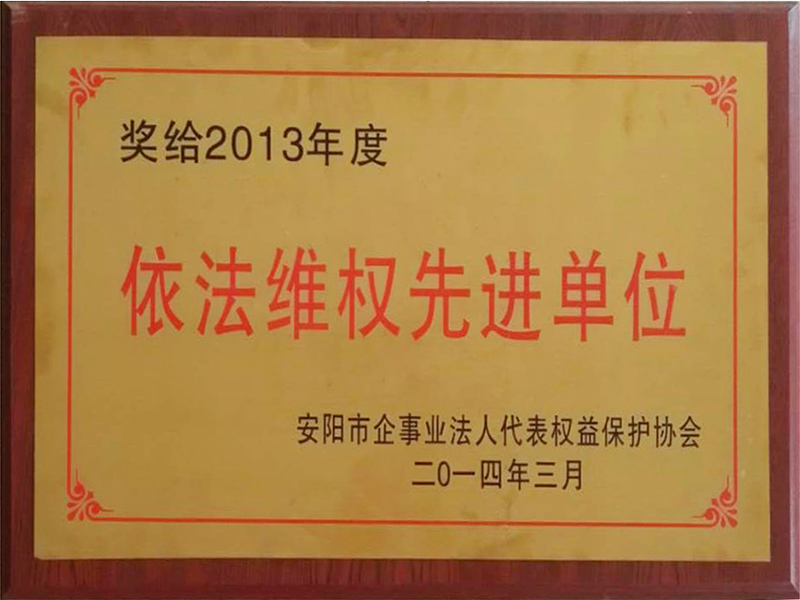 奖给2013年度
依法维权先进单位
安阳市企事业法人代表权益保护协会
二0一四年三月